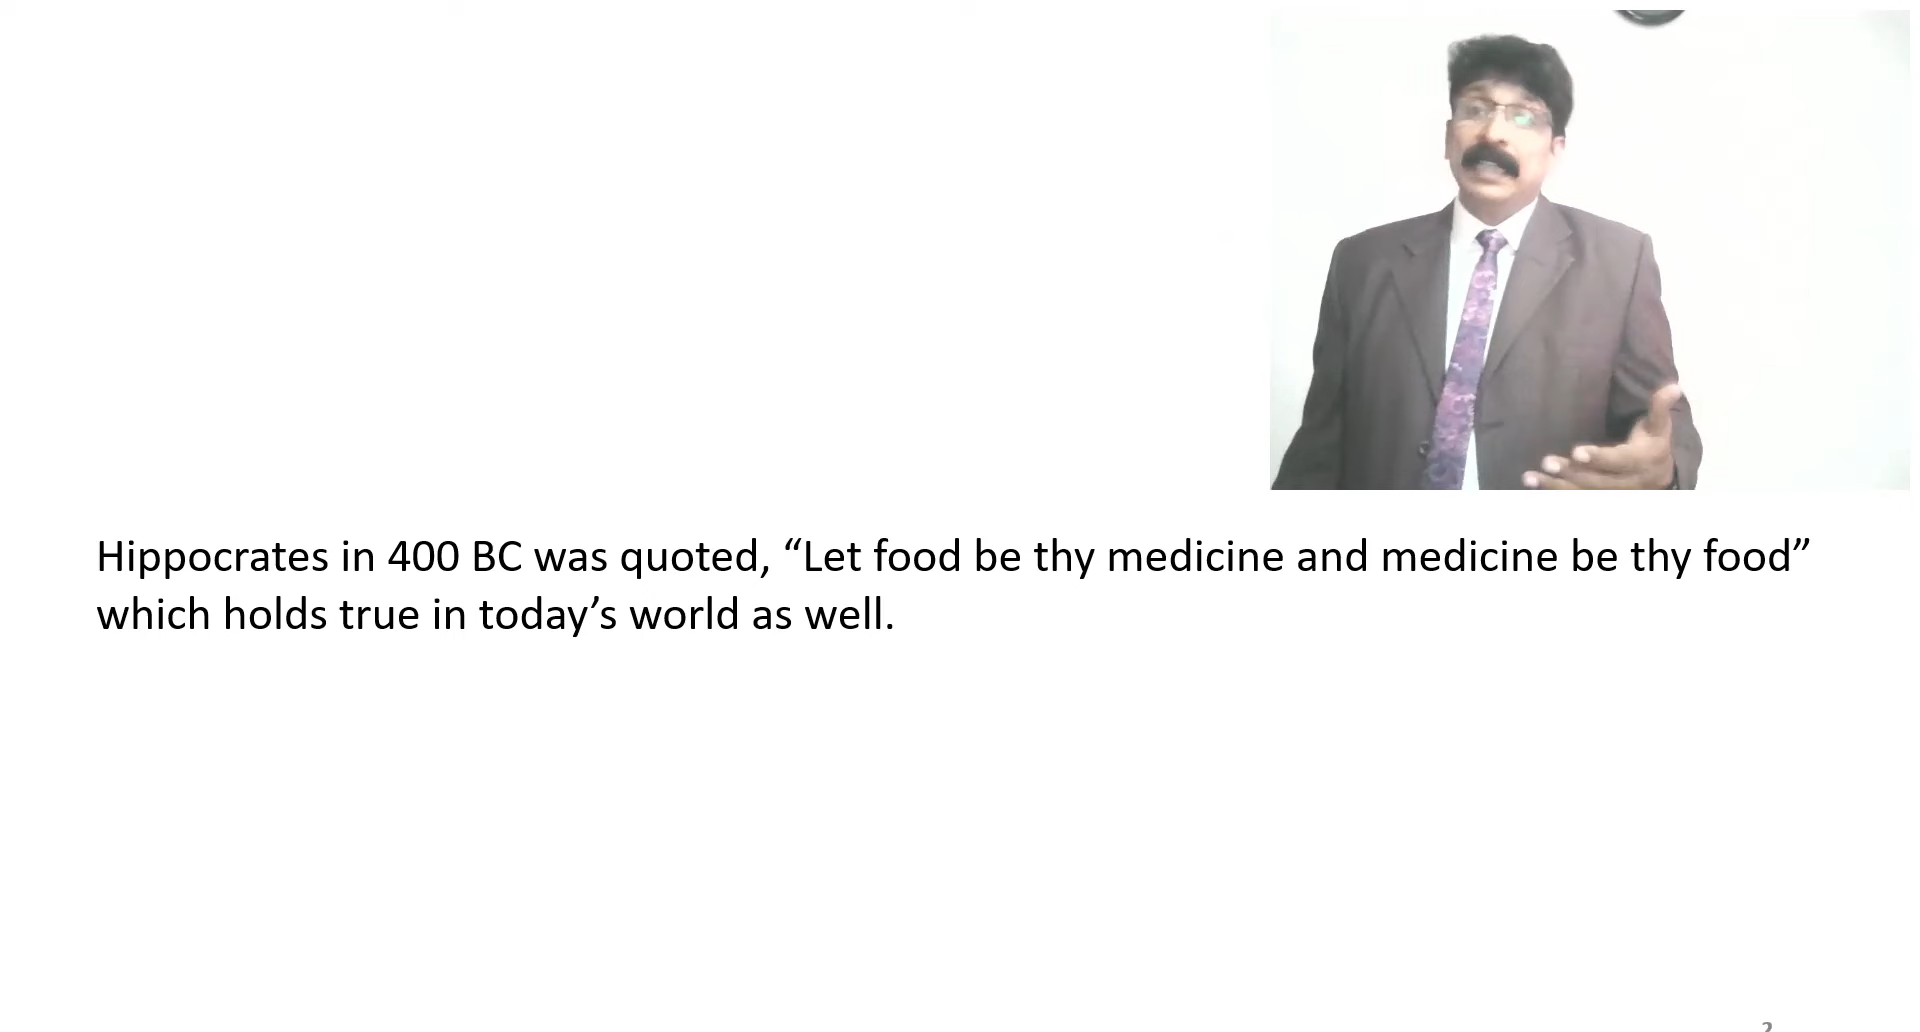 Hippocrates in 400 BC was quoted, “Let food be thy medicine and medicine be thy food”
which holds true in today’s world as well.
2